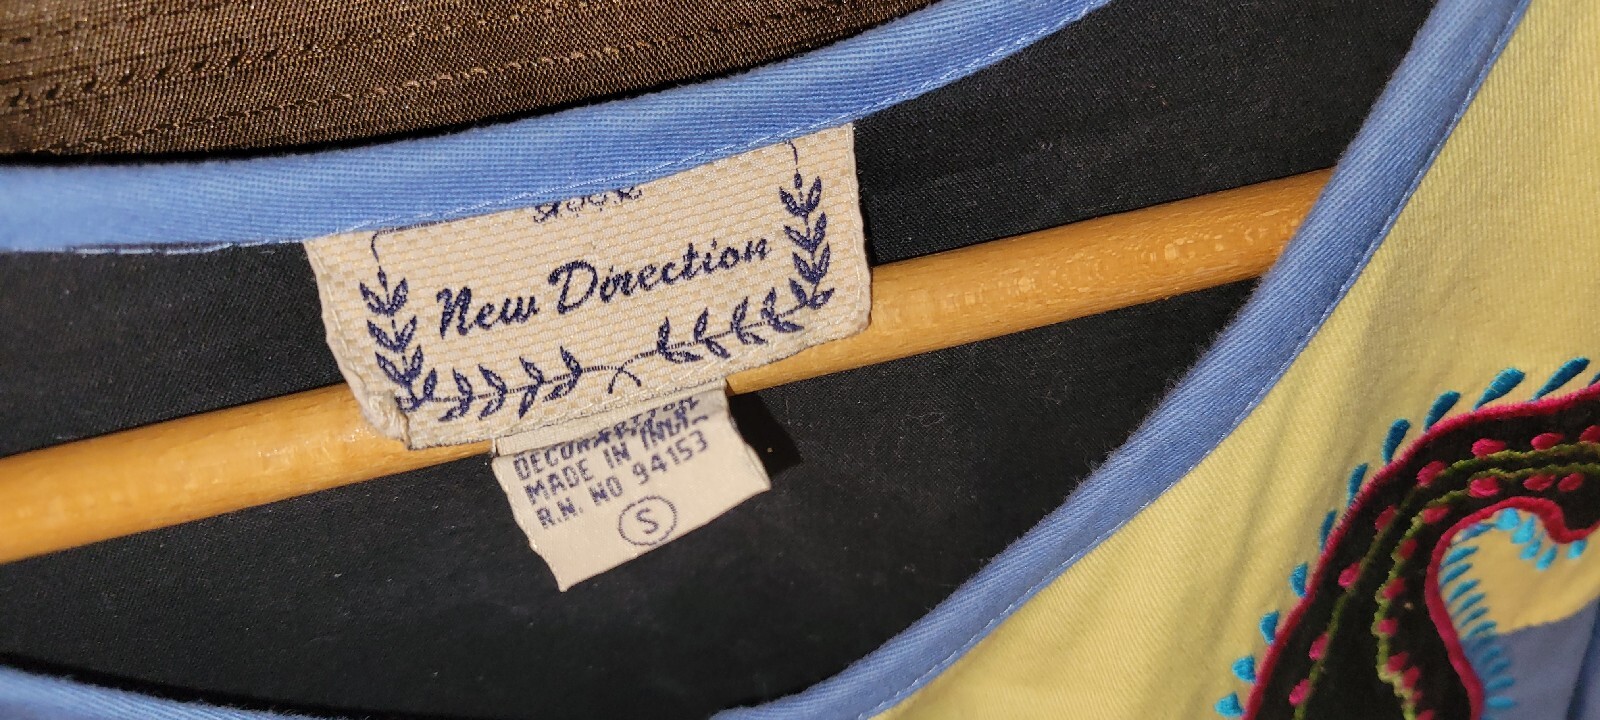 New Direction
MADE IN INDIA
R.N. NO 94153
S